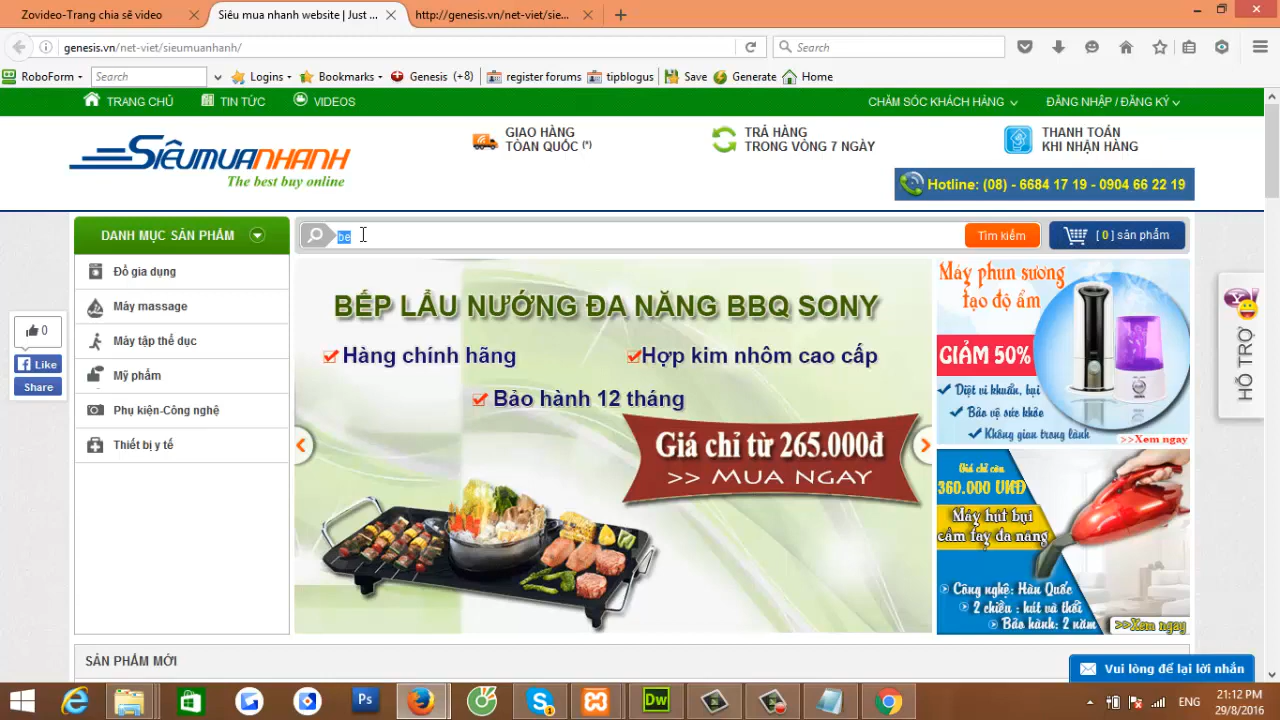 Zovideo-Trang chia sẽ video
Siêu mua nhanh website | Just ...
http://genesis.vn/net-viet/sie...
genesis.vn/net-viet/sieumuanhanh/
Search
RoboForm
Search
Logins
Bookmarks
Genesis (+8)
register forums
tipblogus
Save
Generate
Home
TRANG CHỦ
TIN TỨC
VIDEOS
CHĂM SÓC KHÁCH HÀNG
ĐĂNG NHẬP / ĐĂNG KÝ
SIÊUMUANHANH
The best buy online
GIAO HÀNG
TOÀN QUỐC (*)
TRẢ HÀNG
TRONG VÒNG 7 NGÀY
THANH TOÁN
KHI NHẬN HÀNG
Hotline: (08) - 6684 17 19 - 0904 66 22 19
DANH MỤC SẢN PHẨM
be
Tìm kiếm
[ 0 ] sản phẩm
Đồ gia dụng
Máy massage
Máy tập thể dục
Mỹ phẩm
Phụ kiện-Công nghệ
Thiết bị y tế
0
Like
Share
BẾP LẨU NƯỚNG ĐA NĂNG BBQ SONY
Hàng chính hãng
Hợp kim nhôm cao cấp
Bảo hành 12 tháng
Giá chỉ từ 265.000đ
>> MUA NGAY
Máy phun sương
tạo độ ẩm
GIẢM 50%
Diệt vi khuẩn, bụi
Bảo vệ sức khỏe
Không gian trong lành
>>Xem ngay
Giá chỉ còn
360.000 VNĐ
Máy hút bụi
cầm tay đa năng
Công nghệ: Hàn Quốc
2 chiều : hút và thổi
Bảo hành: 2 năm
>>Xem ngay
HỖ TRỢ
SẢN PHẨM MỚI
Vui lòng để lại lời nhắn
Ps
Dw
ENG
21:12 PM
29/8/2016